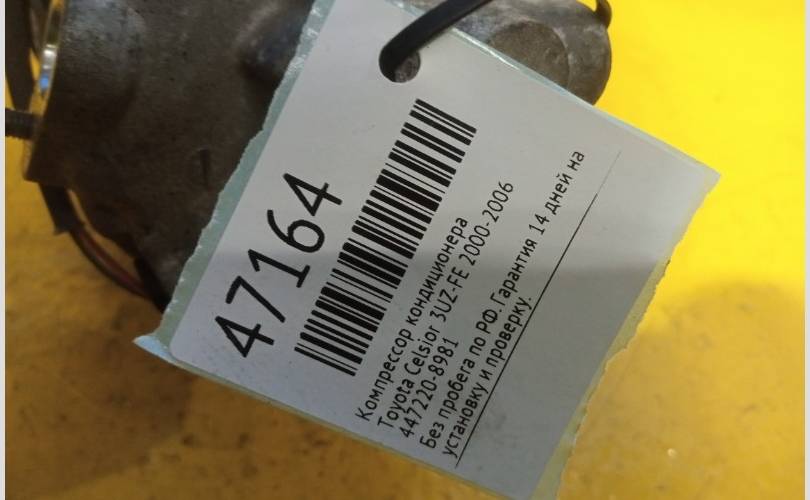 47164
Компрессор кондиционера
Toyota Celsior 3UZ-FE 2000-2006
447220-8981
Без пробега по РФ. Гарантия 14 дней на
установку и проверку.